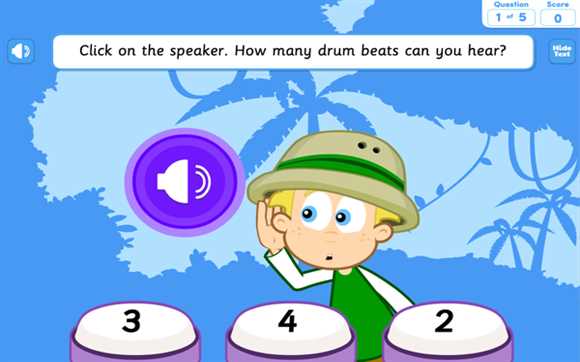 Question
1 of 5
Score
0
Click on the speaker. How many drum beats can you hear?
Hide
Text
3
4
2